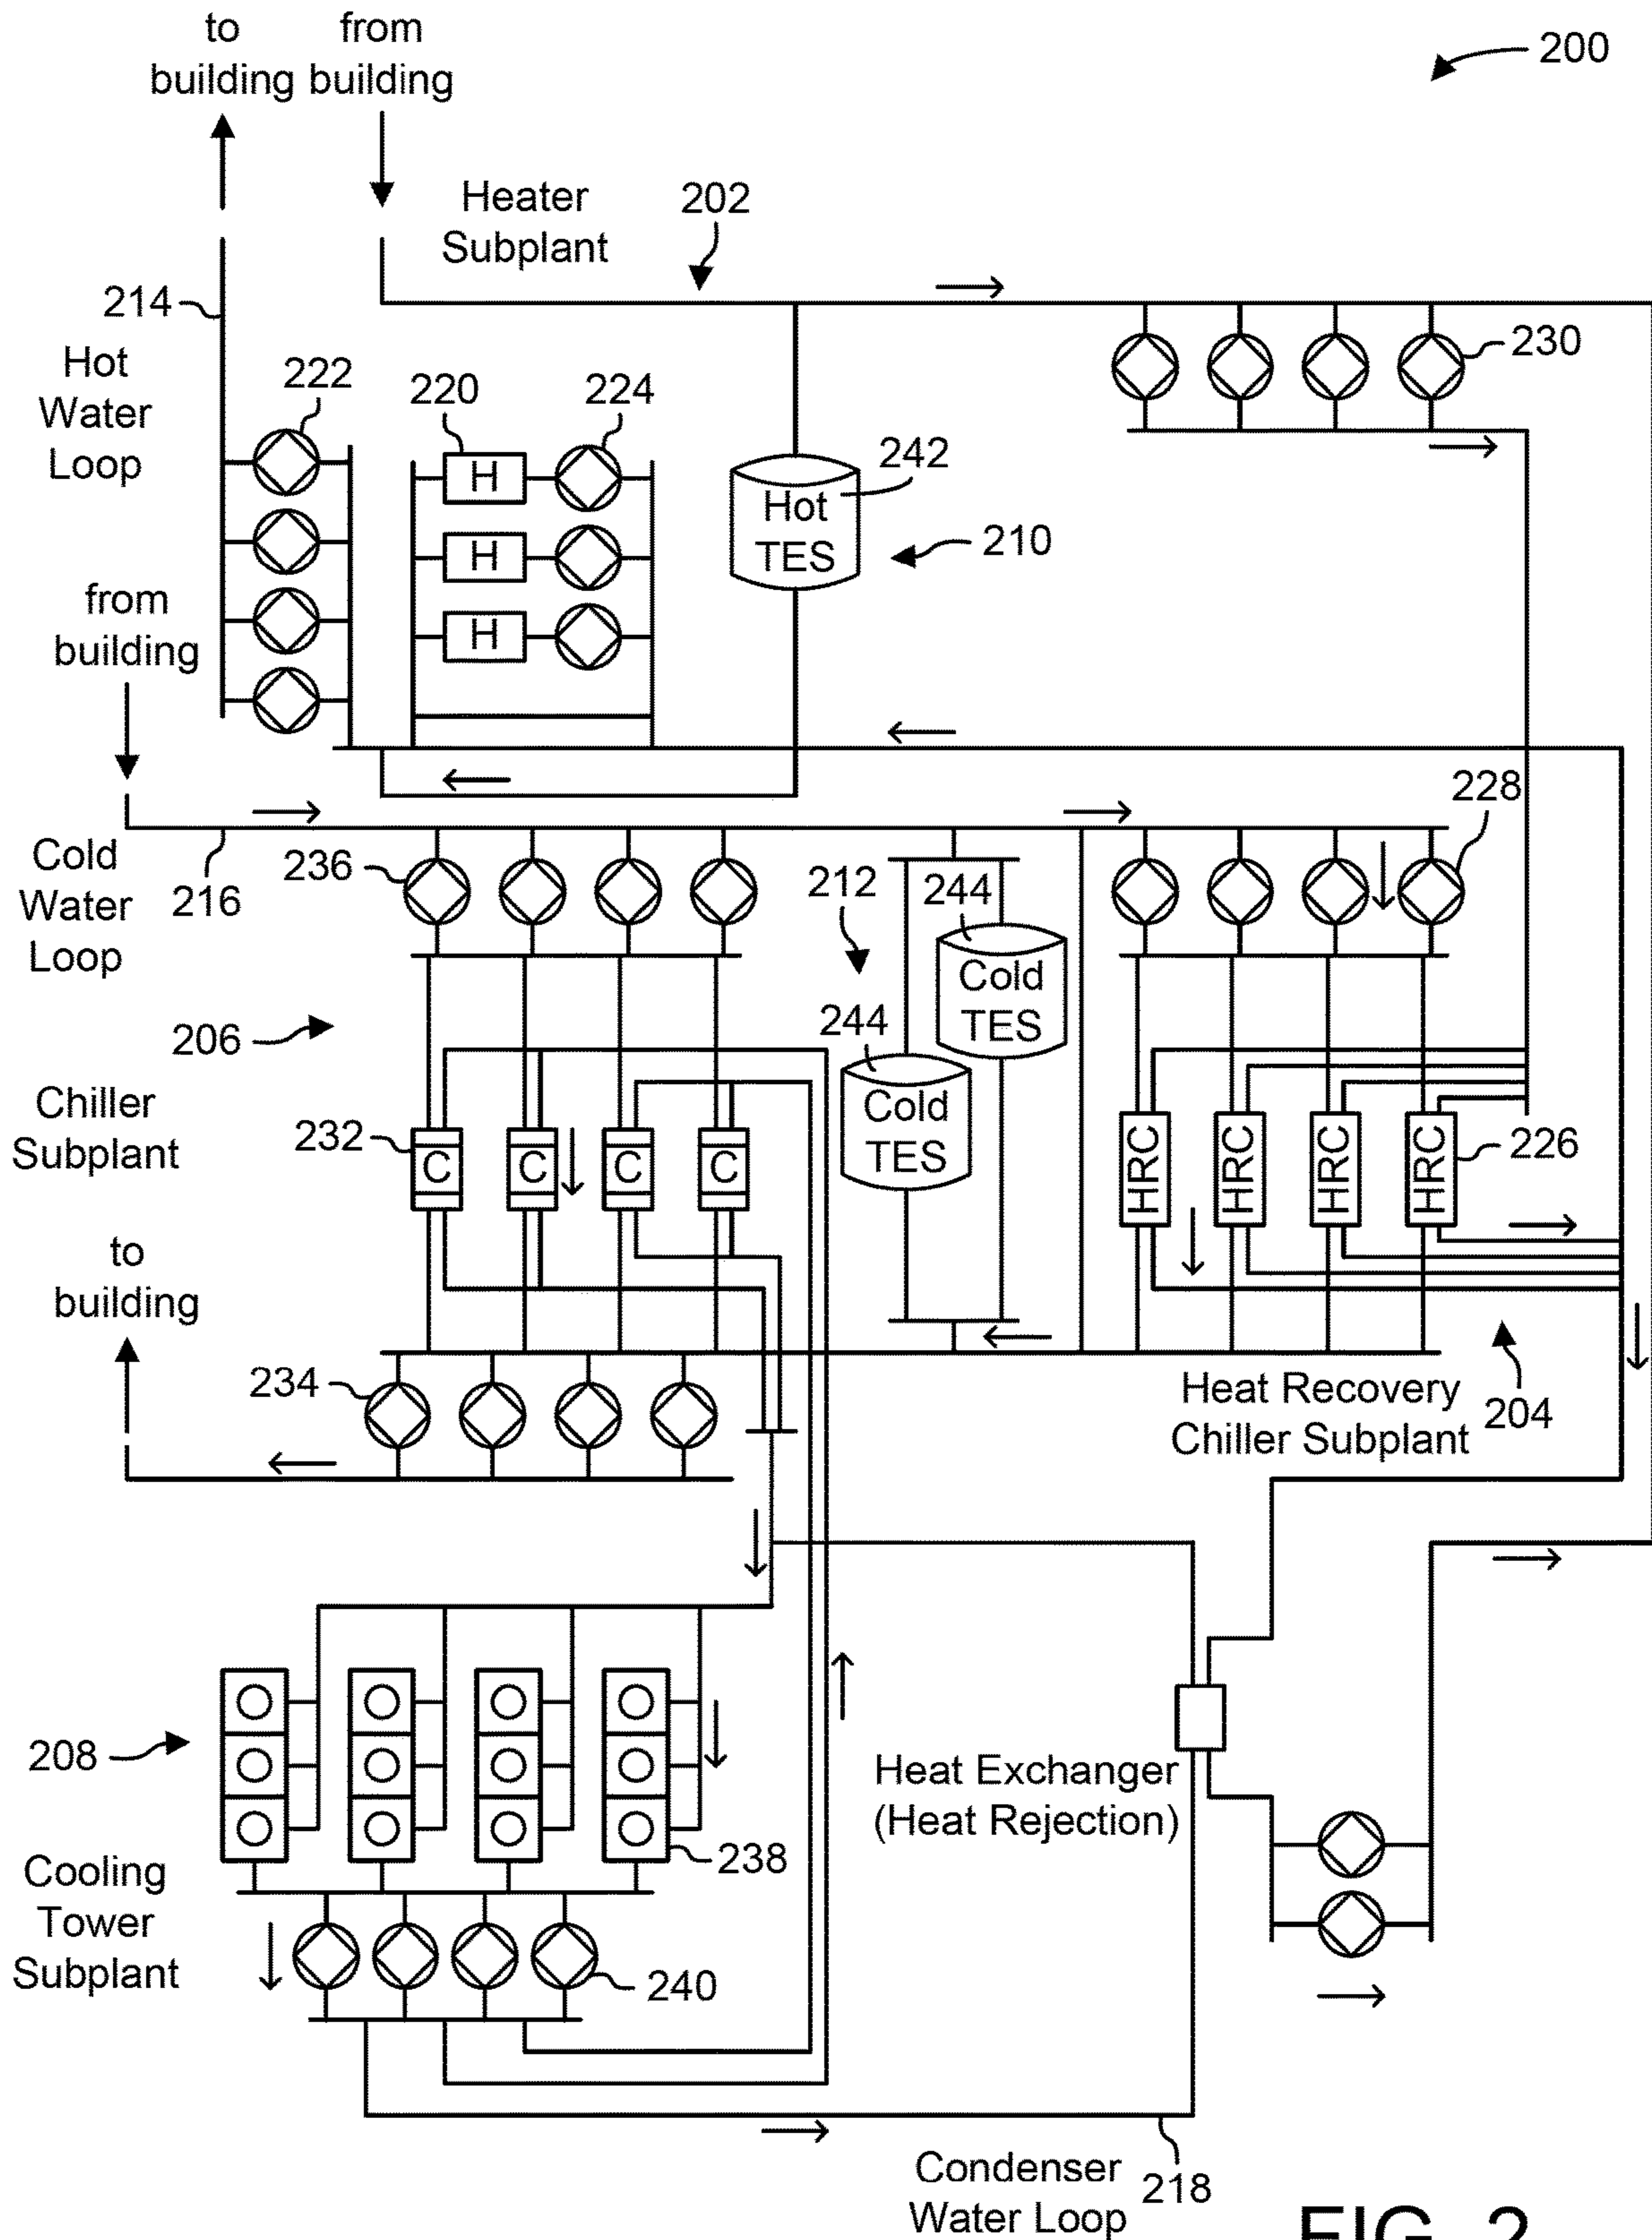 to
building
from
building
200
Heater
Subplant
202
214
Hot
Water
Loop
222
220
224
230
H
H
H
242
Hot
TES
210
from
building
228
Cold
Water
Loop
216
236
212
244
Cold
TES
244
Cold
TES
206
Chiller
Subplant
232
C
C
C
C
HRC
HRC
HRC
HRC
226
to
building
234
Heat Recovery
Chiller Subplant
204
208
Heat Exchanger
(Heat Rejection)
238
Cooling
Tower
Subplant
240
Condenser
Water Loop
218
FIG. 2